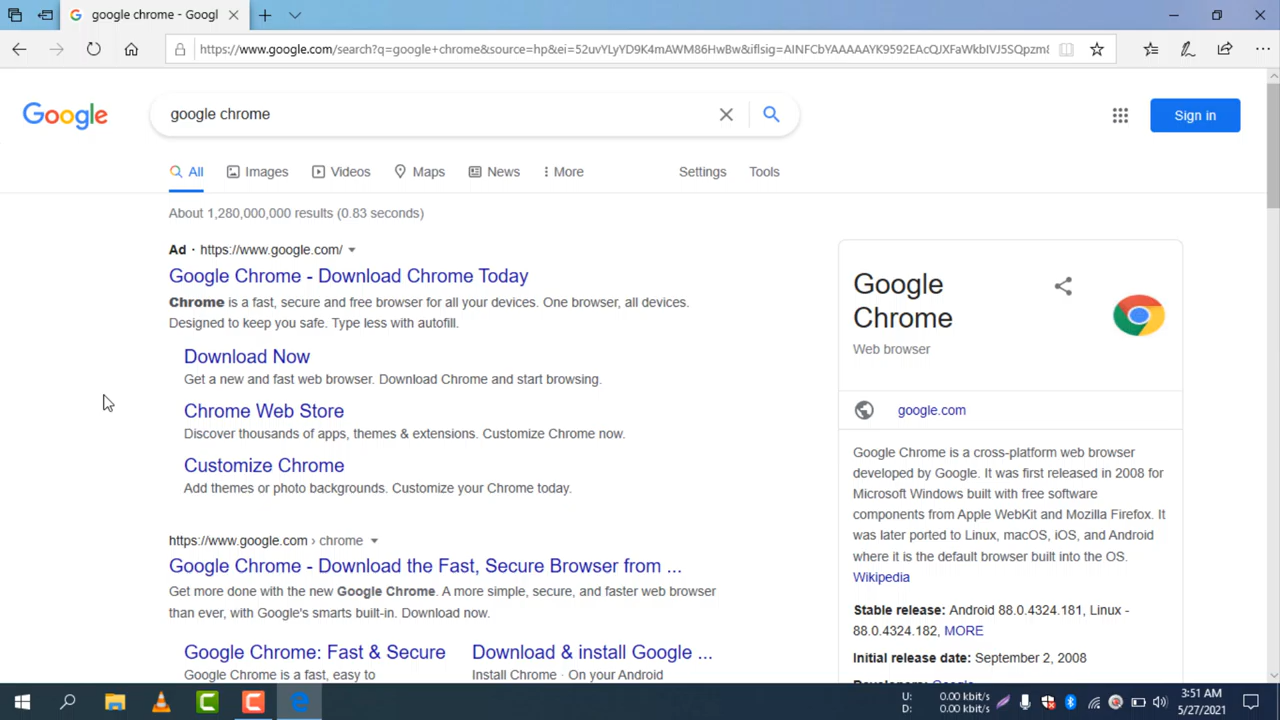 google chrome - Googl
https://www.google.com/search?q=google+chrome&source=hp&ei=52uvYLyYD9K4mAWM86HwBw&iflsig=AINFCbYAAAAAYK9592EAcQJXFaWkbIVJ5SQpzm8
Google
google chrome
Sign in
All
Images
Videos
Maps
News
More
Settings
Tools
About 1,280,000,000 results (0.83 seconds)
Ad · https://www.google.com/
Google Chrome - Download Chrome Today
Chrome is a fast, secure and free browser for all your devices. One browser, all devices.
Designed to keep you safe. Type less with autofill.
Download Now
Get a new and fast web browser. Download Chrome and start browsing.
Chrome Web Store
Discover thousands of apps, themes & extensions. Customize Chrome now.
Customize Chrome
Add themes or photo backgrounds. Customize your Chrome today.
https://www.google.com › chrome
Google Chrome - Download the Fast, Secure Browser from ...
Get more done with the new Google Chrome. A more simple, secure, and faster web browser
than ever, with Google's smarts built-in. Download now.
Google Chrome: Fast & Secure
Google Chrome is a fast, easy to
Download & install Google ...
Install Chrome · On your Android
Google
Chrome
Web browser
google.com
Google Chrome is a cross-platform web browser
developed by Google. It was first released in 2008 for
Microsoft Windows built with free software
components from Apple WebKit and Mozilla Firefox. It
was later ported to Linux, macOS, iOS, and Android
where it is the default browser built into the OS.
Wikipedia
Stable release: Android 88.0.4324.181, Linux -
88.0.4324.182, MORE
Initial release date: September 2, 2008
Developers: Google
U: 0.00 kbit/s
D: 0.00 kbit/s
3:51 AM
5/27/2021